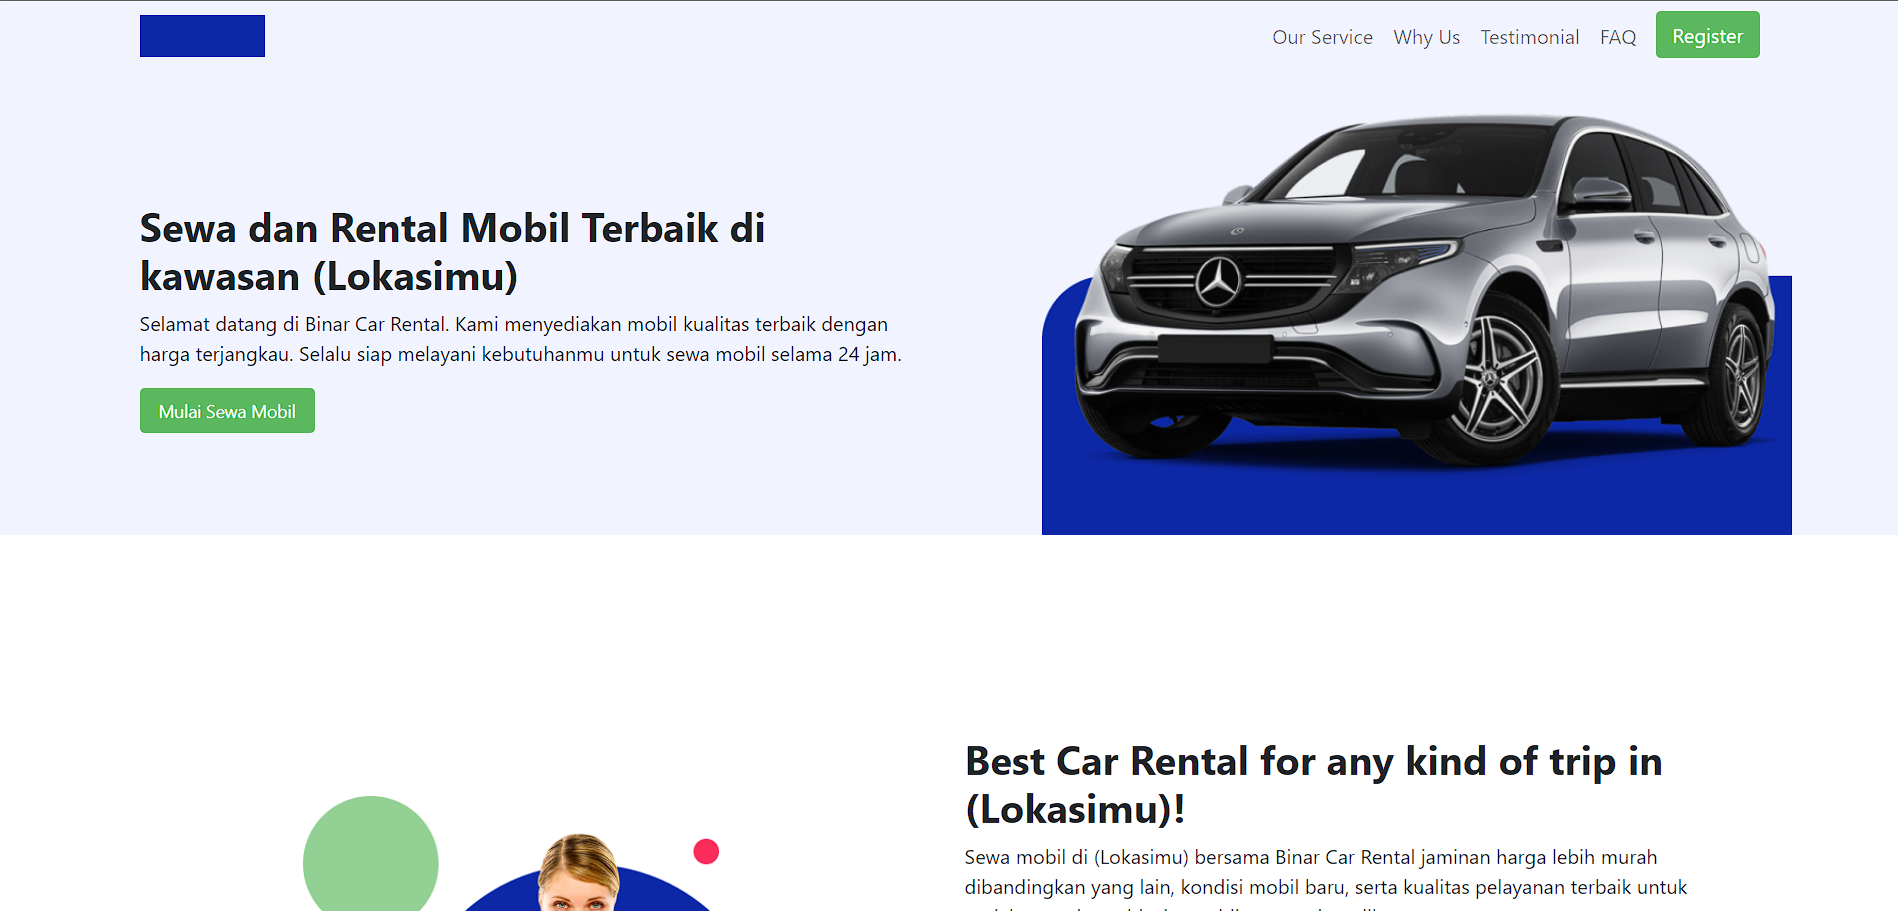 Our Service Why Us Testimonial FAQ Register
Sewa dan Rental Mobil Terbaik di
kawasan (Lokasimu)
Selamat datang di Binar Car Rental. Kami menyediakan mobil kualitas terbaik dengan
harga terjangkau. Selalu siap melayani kebutuhanmu untuk sewa mobil selama 24 jam.
Mulai Sewa Mobil
Best Car Rental for any kind of trip in
(Lokasimu)!
Sewa mobil di (Lokasimu) bersama Binar Car Rental jaminan harga lebih murah
dibandingkan yang lain, kondisi mobil baru, serta kualitas pelayanan terbaik untuk